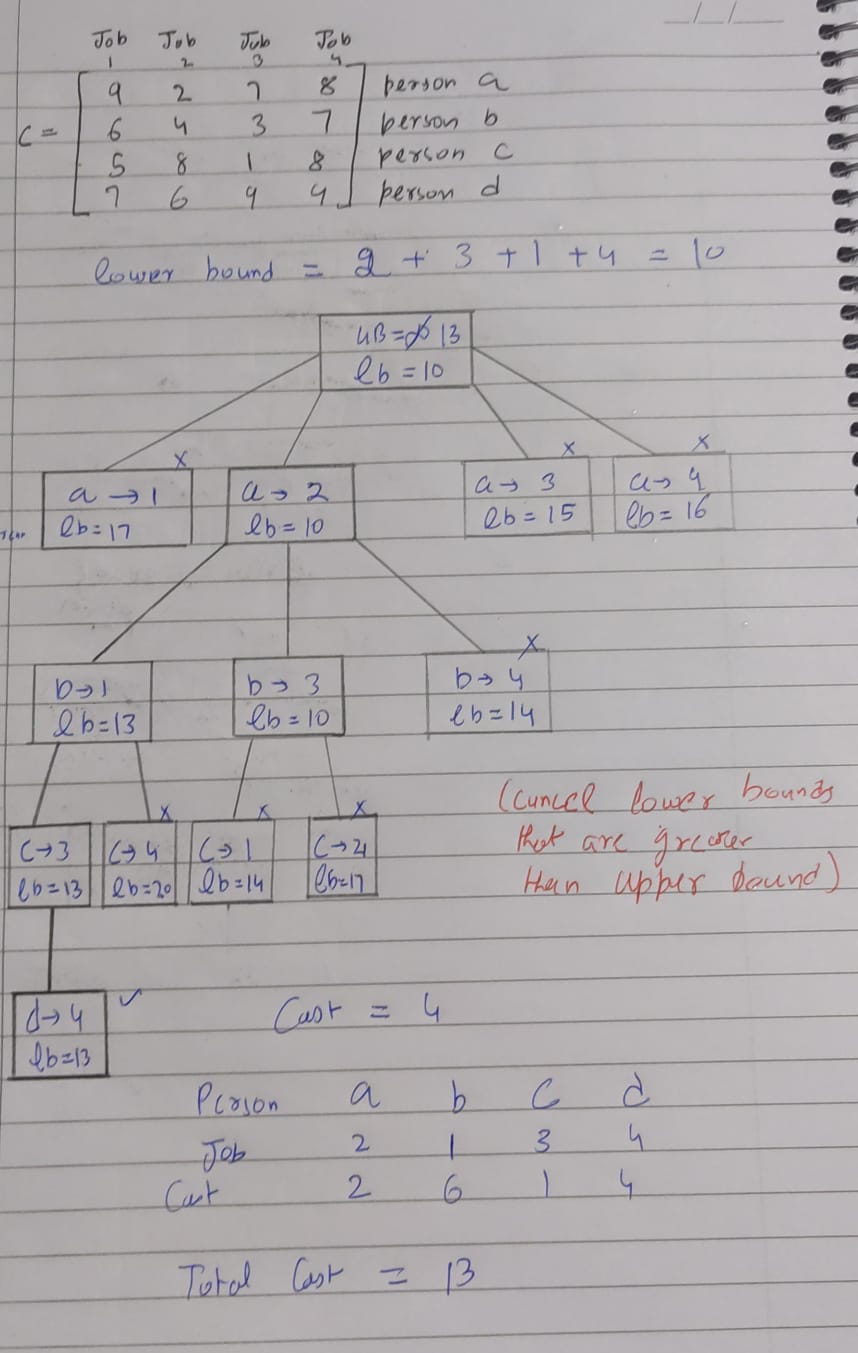 Job Job Job Job
1 2 3 4
9 2 7 8 person a
C = 6 4 3 7 person b
5 8 1 8 person c
7 6 9 4 person d
lower bound = 2 + 3 + 1 + 4 = 10
UB = 13
lb = 10
x x x
a → 1 a → 2 a → 3 a → 4
lb = 17 lb = 10 lb = 15 lb = 16
x
b → 1 b → 3 b → 4
lb = 13 lb = 10 lb = 14
x x x
C → 3 C → 4 C → 1 C → 4
lb = 13 lb = 20 lb = 14 lb = 17
(cancel lower bounds
that are greater
than upper bound)
d → 4 ✓
lb = 13
Cost = 4
Person a b c d
Job 2 1 3 4
Cost 2 6 1 4
Total Cost = 13